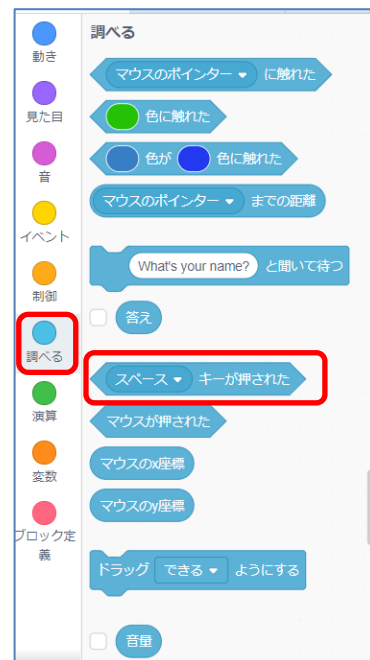 動き
見た目
音
イベント
制御
調べる
演算
変数
ブロック定
義
調べる
マウスのポインター に触れた
色に触れた
色が 色に触れた
マウスのポインター までの距離
What's your name? と聞いて待つ
答え
スペース キーが押された
マウスが押された
マウスのx座標
マウスのy座標
ドラッグ できる ようにする
音量